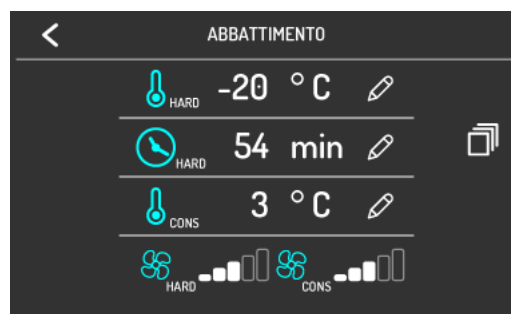 ABBATTIMENTO
HARD -20 °C
HARD 54 min
CONS 3 °C
HARD CONS